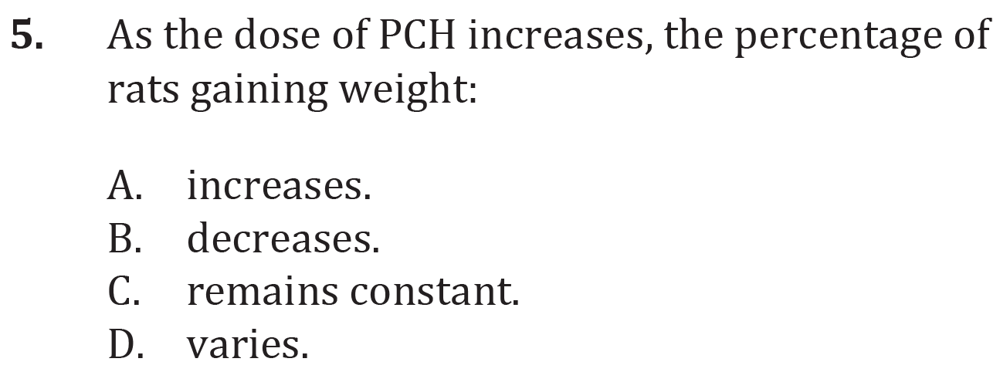 5. As the dose of PCH increases, the percentage of
rats gaining weight:
A. increases.
B. decreases.
C. remains constant.
D. varies.